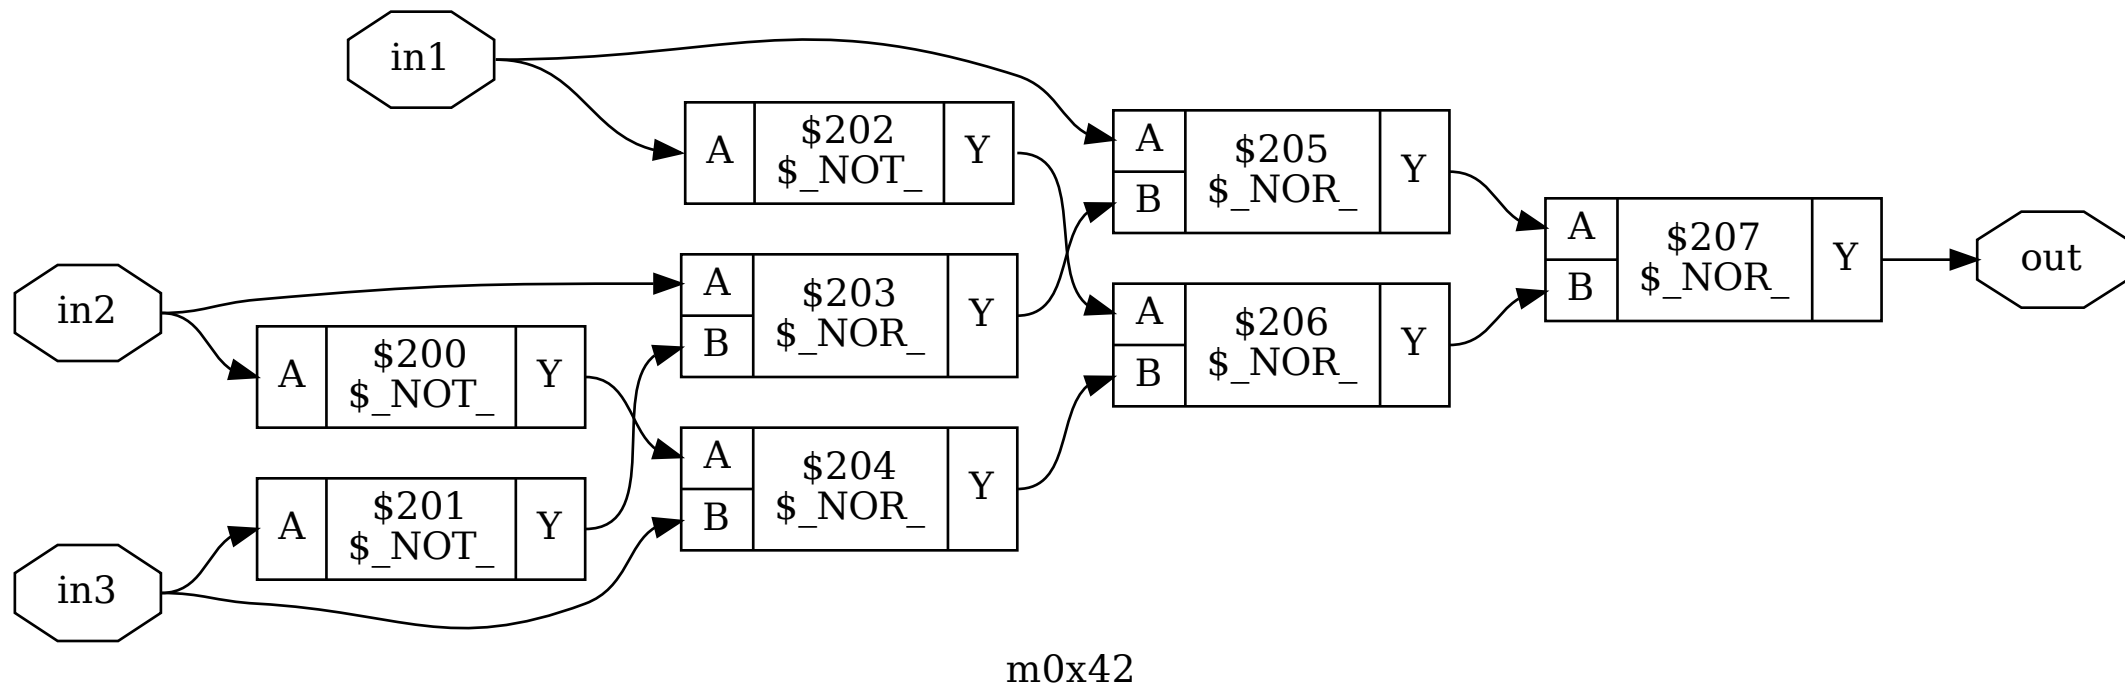 in1
A
$202
$_NOT_
Y
A
B
$205
$_NOR_
Y
in2
A
B
$203
$_NOR_
Y
A
B
$207
$_NOR_
Y
out
A
$200
$_NOT_
Y
A
B
$206
$_NOR_
Y
A
B
$204
$_NOR_
Y
in3
A
$201
$_NOT_
Y
m0x42